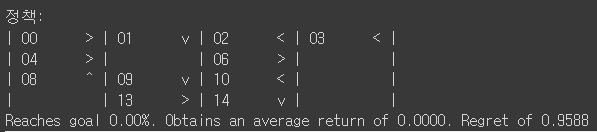 정책:
| 00 > | 01 v | 02 < | 03 < |
| 04 > | | 06 > | |
| 08 ^ | 09 v | 10 < | |
| | 13 > | 14 v | |
Reaches goal 0.00%. Obtains an average return of 0.0000. Regret of 0.9588